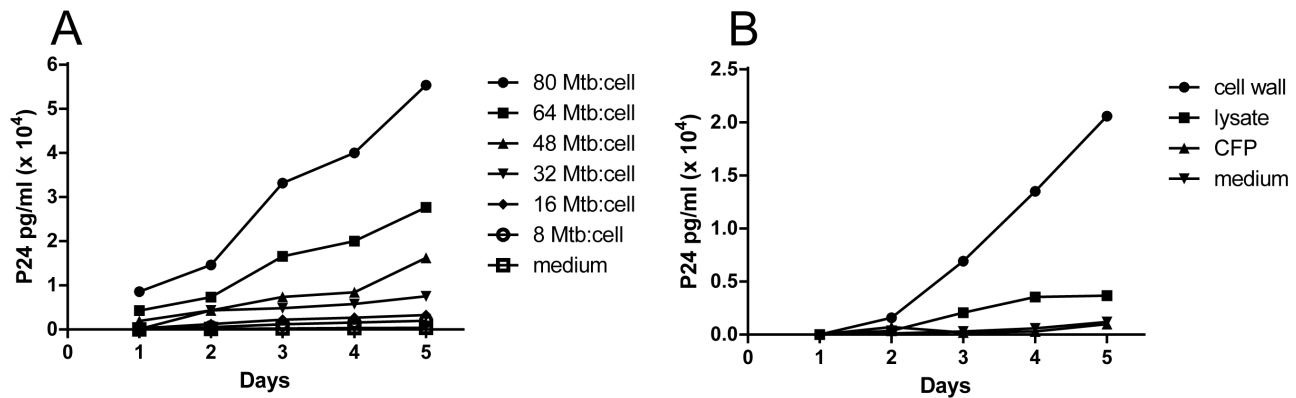 A
P24 pg/ml (x 10⁴)
6
5
4
3
2
1
0
0 1 2 3 4 5
Days
80 Mtb:cell
64 Mtb:cell
48 Mtb:cell
32 Mtb:cell
16 Mtb:cell
8 Mtb:cell
medium
B
P24 pg/ml (x 10⁴)
2.5
2.0
1.5
1.0
0.5
0.0
0 1 2 3 4 5
Days
cell wall
lysate
CFP
medium